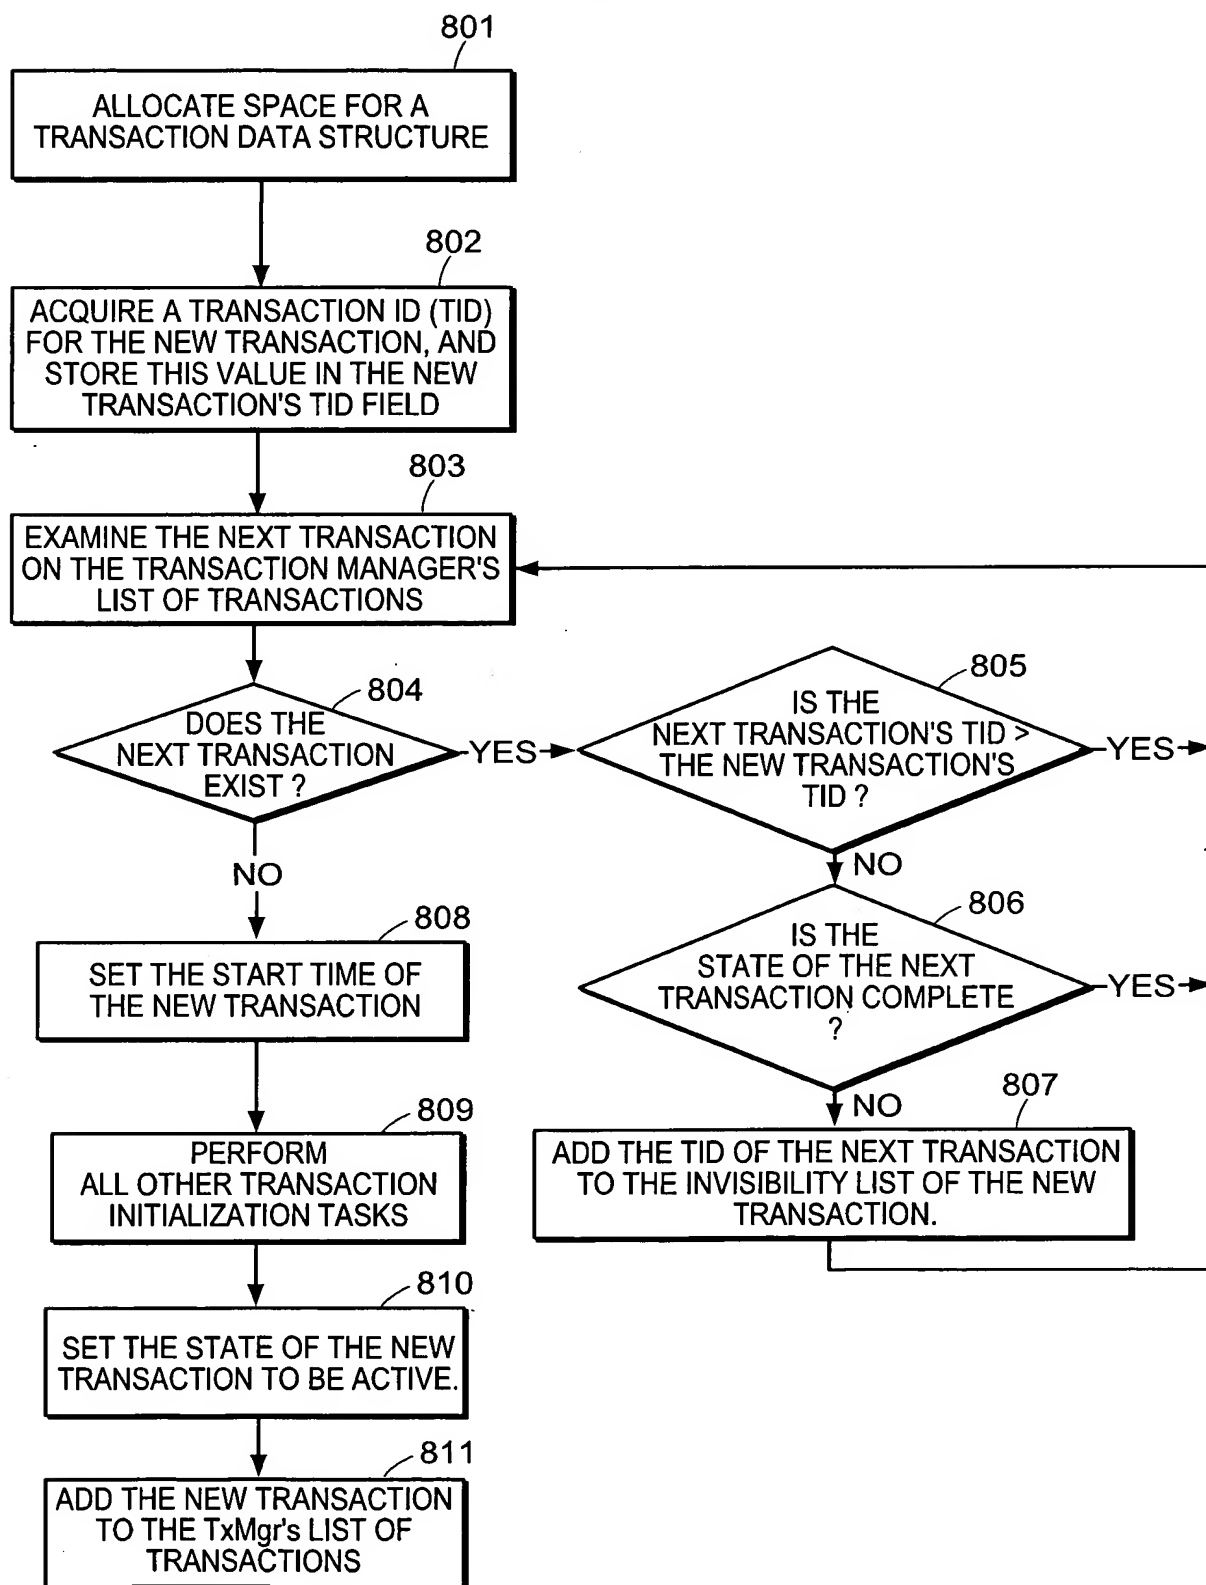 801
ALLOCATE SPACE FOR A
TRANSACTION DATA STRUCTURE
802
ACQUIRE A TRANSACTION ID (TID)
FOR THE NEW TRANSACTION, AND
STORE THIS VALUE IN THE NEW
TRANSACTION'S TID FIELD
803
EXAMINE THE NEXT TRANSACTION
ON THE TRANSACTION MANAGER'S
LIST OF TRANSACTIONS
804
DOES THE
NEXT TRANSACTION
EXIST ?
YES
805
IS THE
NEXT TRANSACTION'S TID >
THE NEW TRANSACTION'S
TID ?
YES
NO
806
IS THE
STATE OF THE NEXT
TRANSACTION COMPLETE
?
YES
NO
807
ADD THE TID OF THE NEXT TRANSACTION
TO THE INVISIBILITY LIST OF THE NEW
TRANSACTION.
NO
808
SET THE START TIME OF
THE NEW TRANSACTION
809
PERFORM
ALL OTHER TRANSACTION
INITIALIZATION TASKS
810
SET THE STATE OF THE NEW
TRANSACTION TO BE ACTIVE.
811
ADD THE NEW TRANSACTION
TO THE TxMgr's LIST OF
TRANSACTIONS